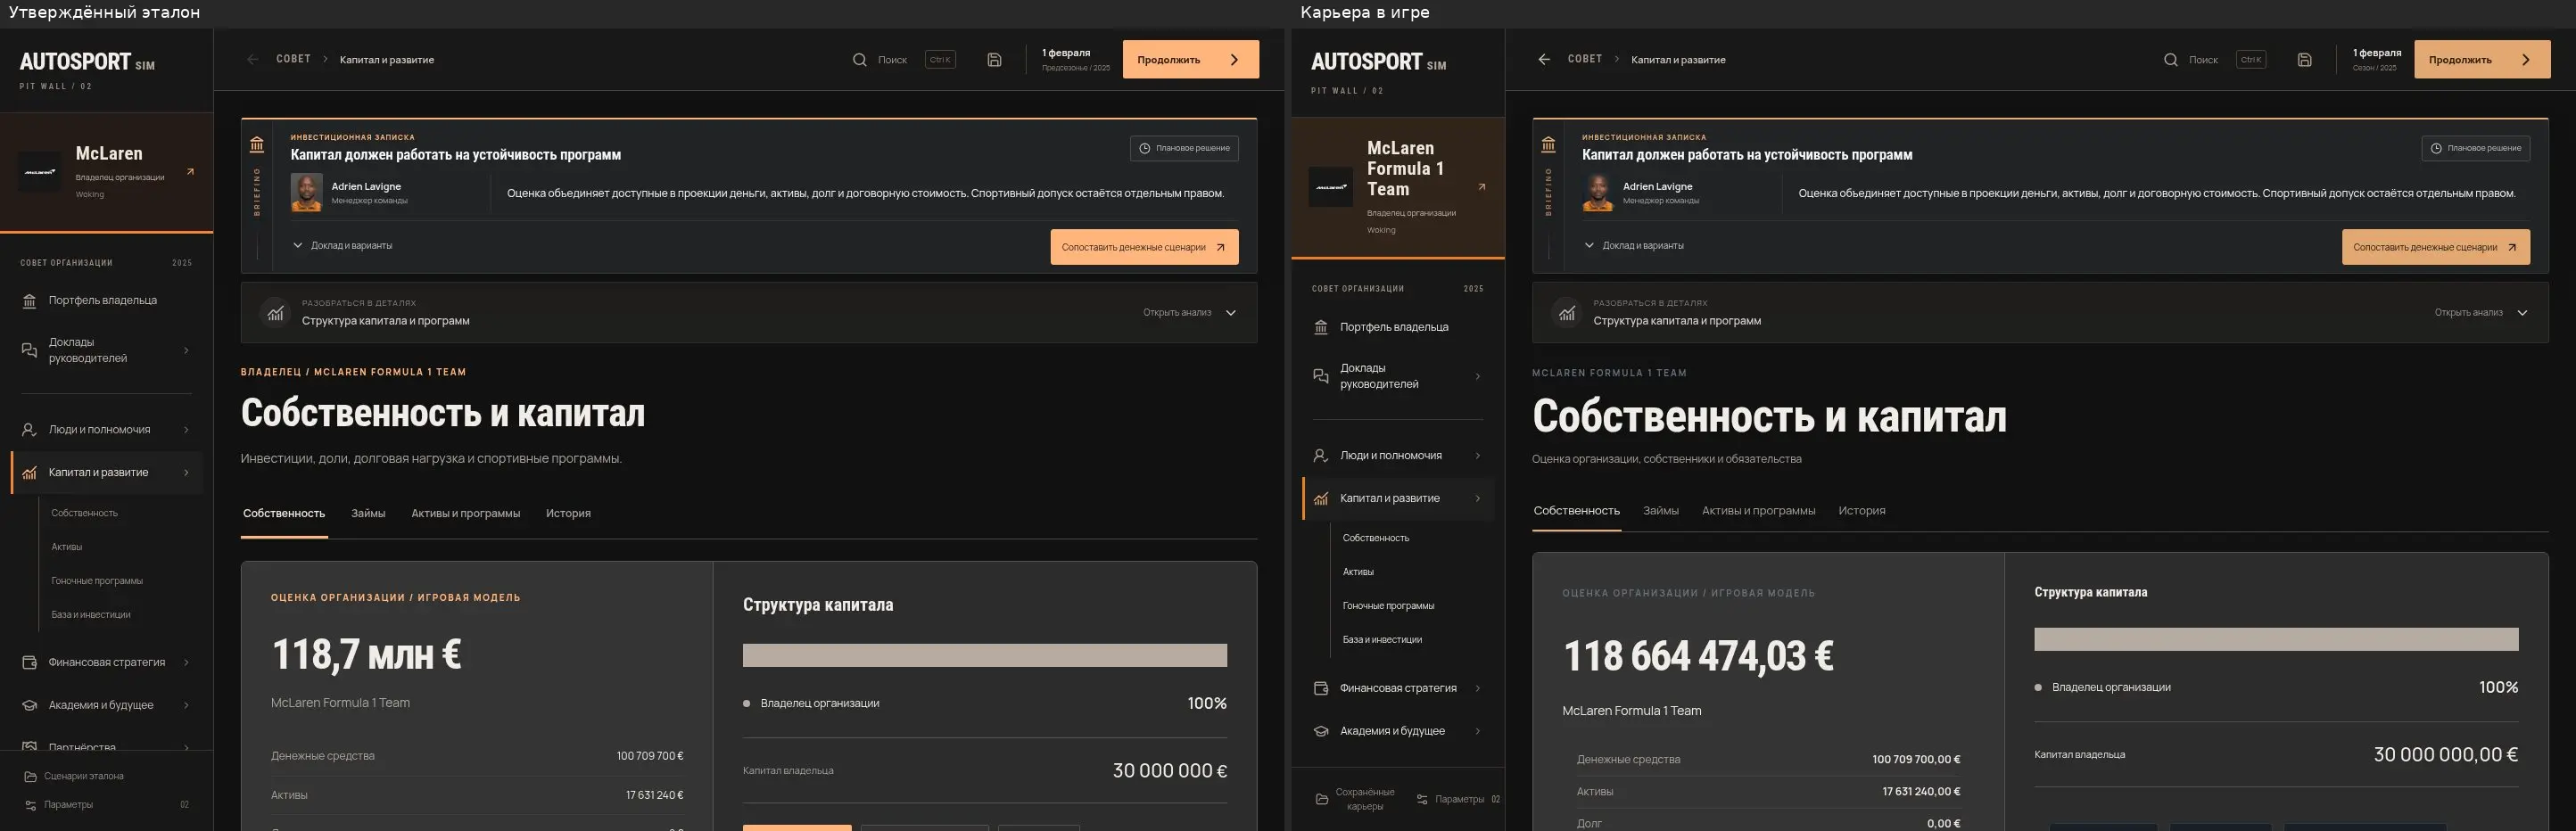 Утверждённый эталон
AUTOSPORT SIM
PIT WALL / 02
McLaren
Владелец организации
Woking
СОВЕТ ОРГАНИЗАЦИИ 2025
Портфель владельца
Доклады
руководителей
Люди и полномочия
Капитал и развитие
Собственность
Активы
Гоночные программы
База и инвестиции
Финансовая стратегия
Академия и будущее
Партнёрства
Сценарии эталона
Параметры 02
СОВЕТ > Капитал и развитие
Поиск Ctrl K
1 февраля
Предсезонье / 2025
Продолжить
BRIEFING
ИНВЕСТИЦИОННАЯ ЗАПИСКА
Капитал должен работать на устойчивость программ
Плановое решение
Adrien Lavigne
Менеджер команды
Оценка объединяет доступные в проекции деньги, активы, долг и договорную стоимость. Спортивный допуск остаётся отдельным правом.
Доклад и варианты
Сопоставить денежные сценарии
РАЗОБРАТЬСЯ В ДЕТАЛЯХ
Структура капитала и программ
Открыть анализ
ВЛАДЕЛЕЦ / MCLAREN FORMULA 1 TEAM
Собственность и капитал
Инвестиции, доли, долговая нагрузка и спортивные программы.
Собственность Займы Активы и программы История
ОЦЕНКА ОРГАНИЗАЦИИ / ИГРОВАЯ МОДЕЛЬ
118,7 млн €
McLaren Formula 1 Team
Денежные средства 100 709 700 €
Активы 17 631 240 €
Структура капитала
Владелец организации 100%
Капитал владельца 30 000 000 €
Карьера в игре
AUTOSPORT SIM
PIT WALL / 02
McLaren
Formula 1
Team
Владелец организации
Woking
СОВЕТ ОРГАНИЗАЦИИ 2025
Портфель владельца
Доклады
руководителей
Люди и полномочия
Капитал и развитие
Собственность
Активы
Гоночные программы
База и инвестиции
Финансовая стратегия
Академия и будущее
Сохранённые
карьеры
Параметры 02
СОВЕТ > Капитал и развитие
Поиск Ctrl K
1 февраля
Сезон / 2025
Продолжить
BRIEFING
ИНВЕСТИЦИОННАЯ ЗАПИСКА
Капитал должен работать на устойчивость программ
Плановое решение
Adrien Lavigne
Менеджер команды
Оценка объединяет доступные в проекции деньги, активы, долг и договорную стоимость. Спортивный допуск остаётся отдельным правом.
Доклад и варианты
Сопоставить денежные сценарии
РАЗОБРАТЬСЯ В ДЕТАЛЯХ
Структура капитала и программ
Открыть анализ
MCLAREN FORMULA 1 TEAM
Собственность и капитал
Оценка организации, собственники и обязательства
Собственность Займы Активы и программы История
ОЦЕНКА ОРГАНИЗАЦИИ / ИГРОВАЯ МОДЕЛЬ
118 664 474,03 €
McLaren Formula 1 Team
Денежные средства 100 709 700,00 €
Активы 17 631 240,00 €
Долг 0,00 €
Структура капитала
Владелец организации 100%
Капитал владельца 30 000 000,00 €